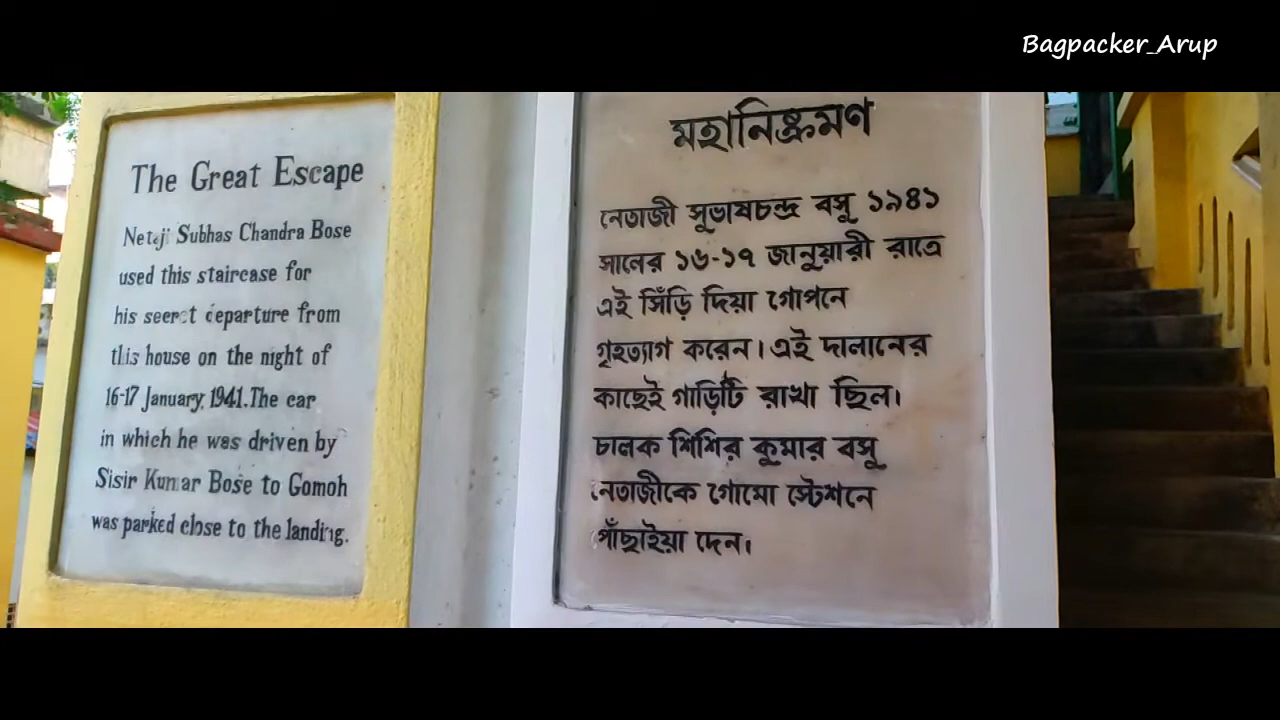 Bagpacker_Arup
The Great Escape
Netaji Subhas Chandra Bose
used this staircase for
his secret departure from
this house on the night of
16-17 January, 1941. The car
in which he was driven by
Sisir Kumar Bose to Gomoh
was parked close to the landing.
মহানিষ্ক্রমণ
নেতাজী সুভাষচন্দ্র বসু ১৯৪১
সালের ১৬-১৭ জানুয়ারী রাত্রে
এই সিঁড়ি দিয়া গোপনে
গৃহত্যাগ করেন। এই দালানের
কাছেই গাড়িটি রাখা ছিল।
চালক শিশির কুমার বসু
নেতাজীকে গোমো স্টেশনে
পৌঁছাইয়া দেন।